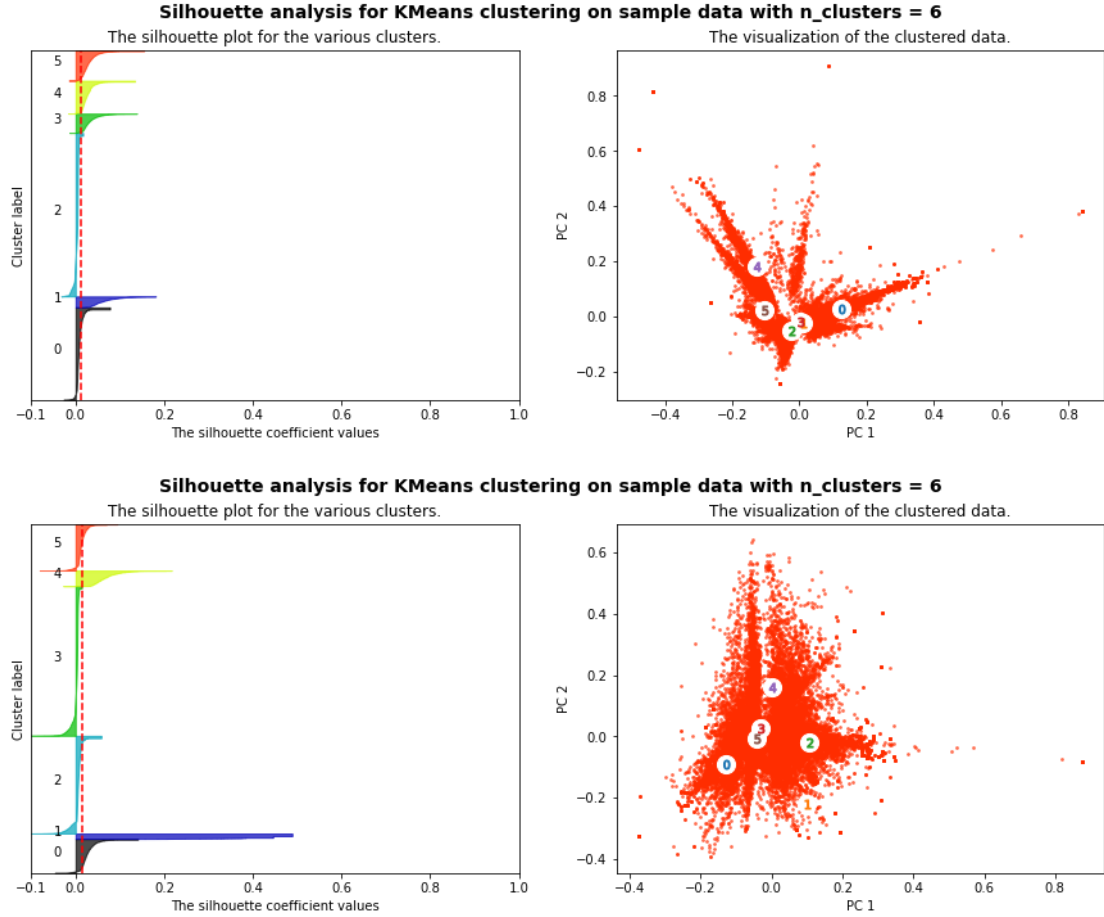 Silhouette analysis for KMeans clustering on sample data with n_clusters = 6
The silhouette plot for the various clusters.
Cluster label
5
4
3
2
1
0
−0.1 0.0 0.2 0.4 0.6 0.8 1.0
The silhouette coefficient values
The visualization of the clustered data.
PC 2
0.8
0.6
0.4
0.2
0.0
−0.2
4
5
0
3
1
2
−0.4 −0.2 0.0 0.2 0.4 0.6 0.8
PC 1
Silhouette analysis for KMeans clustering on sample data with n_clusters = 6
The silhouette plot for the various clusters.
Cluster label
5
4
3
2
1
0
−0.1 0.0 0.2 0.4 0.6 0.8 1.0
The silhouette coefficient values
The visualization of the clustered data.
PC 2
0.6
0.4
0.2
0.0
−0.2
−0.4
4
3
5
2
0
1
−0.4 −0.2 0.0 0.2 0.4 0.6 0.8
PC 1